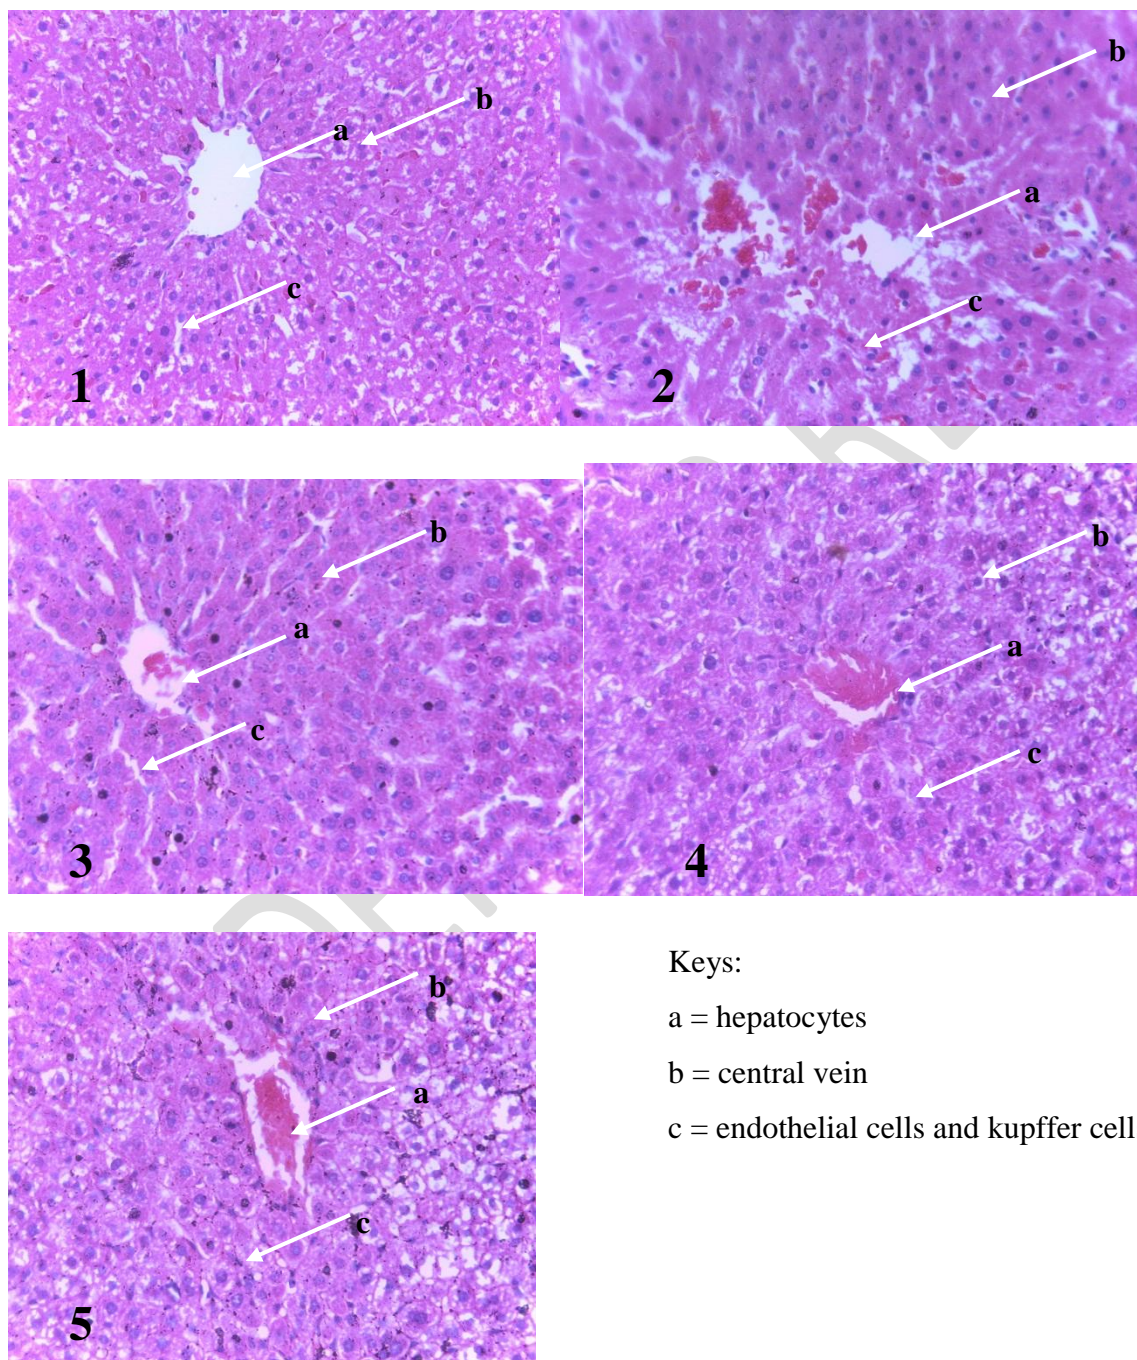 b
a
c
1
b
a
c
2
b
a
c
3
b
a
c
4
b
a
c
5
Keys:
a = hepatocytes
b = central vein
c = endothelial cells and kupffer cell